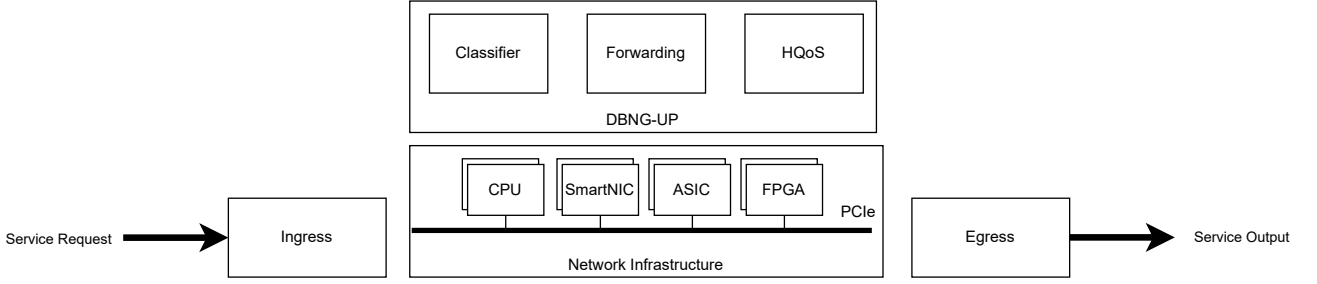 Classifier
Forwarding
HQoS
DBNG-UP
CPU
SmartNIC
ASIC
FPGA
PCIe
Network Infrastructure
Service Request
Ingress
Egress
Service Output